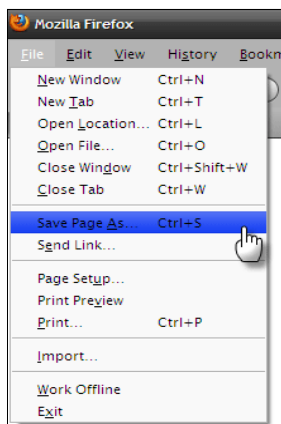 Mozilla Firefox
File Edit View History Bookm
New Window Ctrl+N
New Tab Ctrl+T
Open Location... Ctrl+L
Open File... Ctrl+O
Close Window Ctrl+Shift+W
Close Tab Ctrl+W
Save Page As... Ctrl+S
Send Link...
Page Setup...
Print Preview
Print... Ctrl+P
Import...
Work Offline
Exit